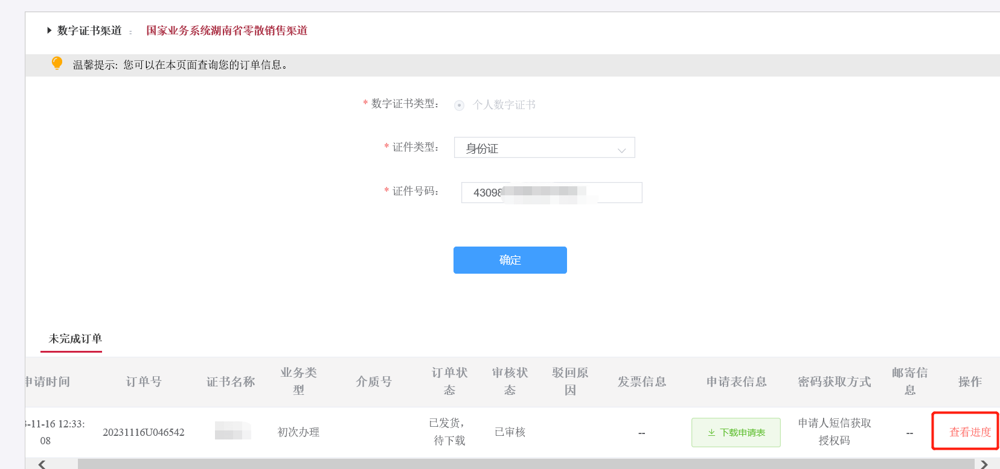 数字证书渠道 : 国家业务系统湖南省零散销售渠道
温馨提示: 您可以在本页面查询您的订单信息。
* 数字证书类型: 个人数字证书
* 证件类型: 身份证
* 证件号码: 43098
确定
未完成订单
申请时间 订单号 证书名称 业务类型 介质号 订单状态 审核状态 驳回原因 发票信息 申请表信息 密码获取方式 邮寄信息 操作
3-11-16 12:33:08 20231116U046542 初次办理 已发货，待下载 已审核 -- 下载申请表 申请人短信获取授权码 -- 查看进度